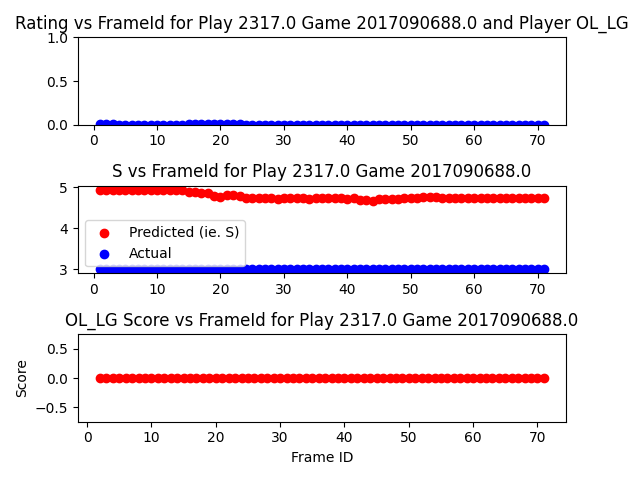 Rating vs FrameId for Play 2317.0 Game 2017090688.0 and Player OL_LG
1.0
0.5
0.0
0 10 20 30 40 50 60 70
S vs FrameId for Play 2317.0 Game 2017090688.0
5
4
3
Predicted (ie. S)
Actual
0 10 20 30 40 50 60 70
OL_LG Score vs FrameId for Play 2317.0 Game 2017090688.0
Score
0.5
0.0
−0.5
0 10 20 30 40 50 60 70
Frame ID